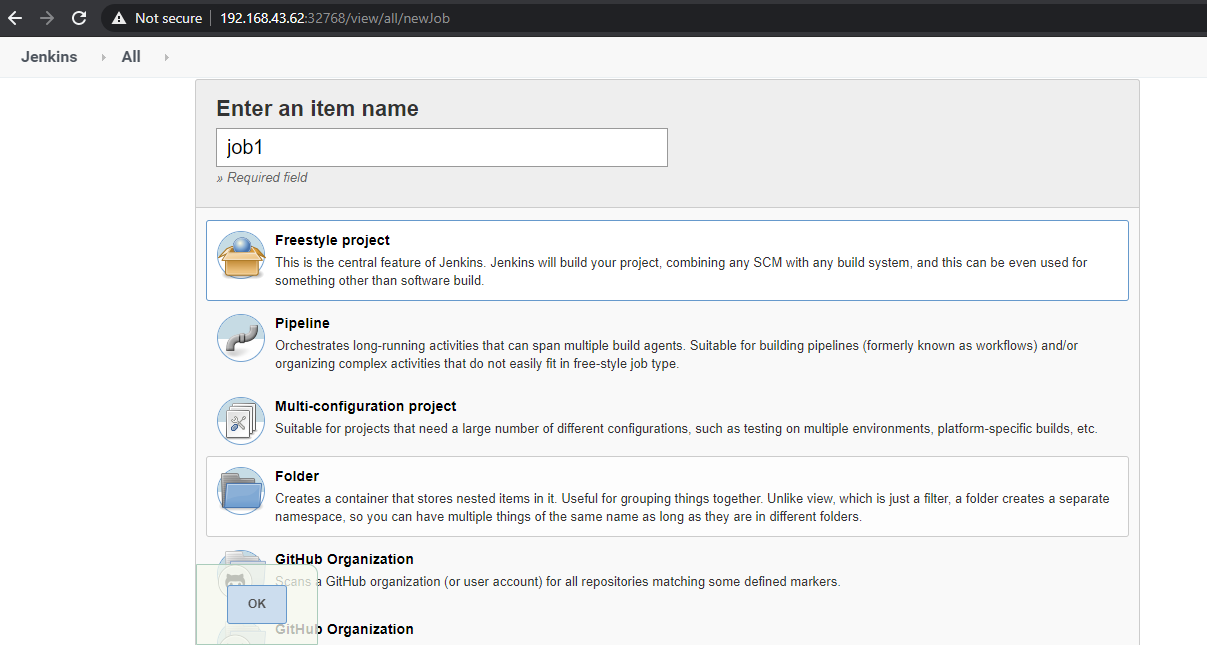 Not secure 192.168.43.62:32768/view/all/newJob
Jenkins All
Enter an item name
job1
» Required field
Freestyle project
This is the central feature of Jenkins. Jenkins will build your project, combining any SCM with any build system, and this can be even used for
something other than software build.
Pipeline
Orchestrates long-running activities that can span multiple build agents. Suitable for building pipelines (formerly known as workflows) and/or
organizing complex activities that do not easily fit in free-style job type.
Multi-configuration project
Suitable for projects that need a large number of different configurations, such as testing on multiple environments, platform-specific builds, etc.
Folder
Creates a container that stores nested items in it. Useful for grouping things together. Unlike view, which is just a filter, a folder creates a separate
namespace, so you can have multiple things of the same name as long as they are in different folders.
GitHub Organization
Scans a GitHub organization (or user account) for all repositories matching some defined markers.
OK
GitHub Organization